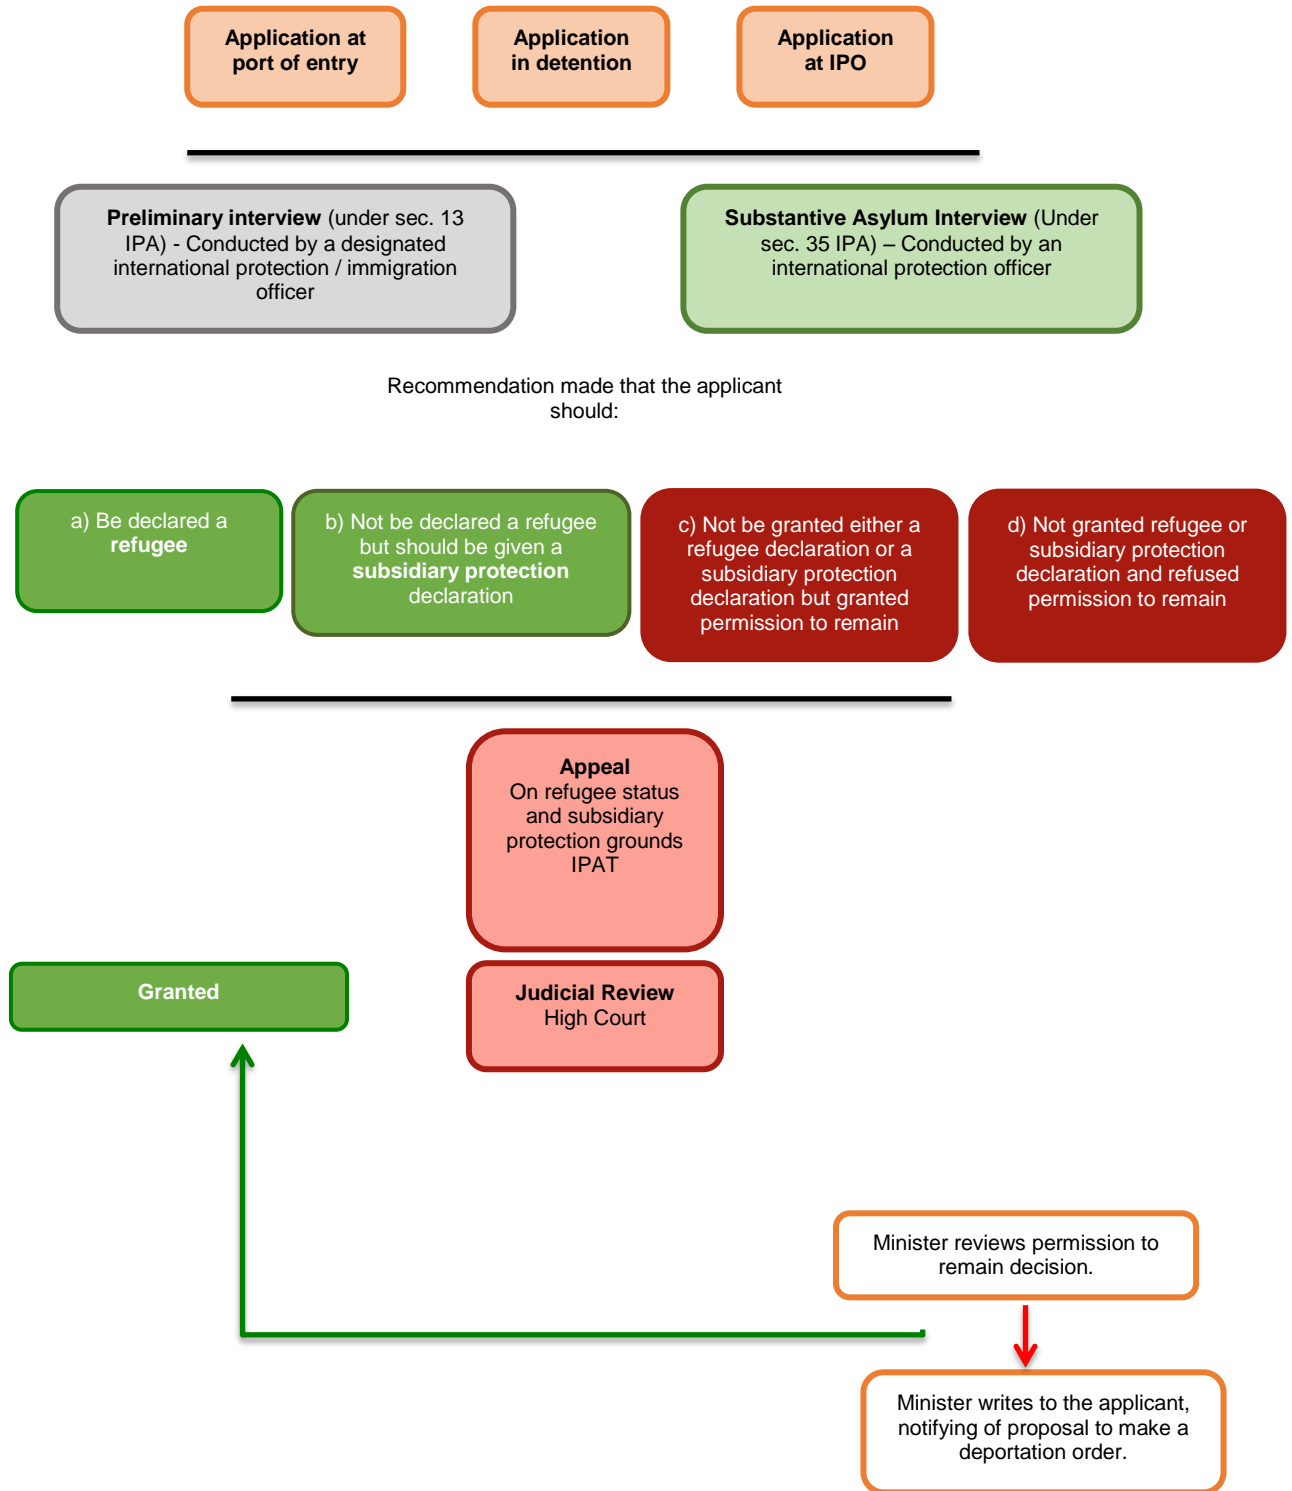 Application at
port of entry
Application
in detention
Application
at IPO
Preliminary interview (under sec. 13
IPA) - Conducted by a designated
international protection / immigration
officer
Substantive Asylum Interview (Under
sec. 35 IPA) – Conducted by an
international protection officer
Recommendation made that the applicant
should:
a) Be declared a
refugee
b) Not be declared a refugee
but should be given a
subsidiary protection
declaration
c) Not be granted either a
refugee declaration or a
subsidiary protection
declaration but granted
permission to remain
d) Not granted refugee or
subsidiary protection
declaration and refused
permission to remain
Appeal
On refugee status
and subsidiary
protection grounds
IPAT
Granted
Judicial Review
High Court
Minister reviews permission to
remain decision.
Minister writes to the applicant,
notifying of proposal to make a
deportation order.